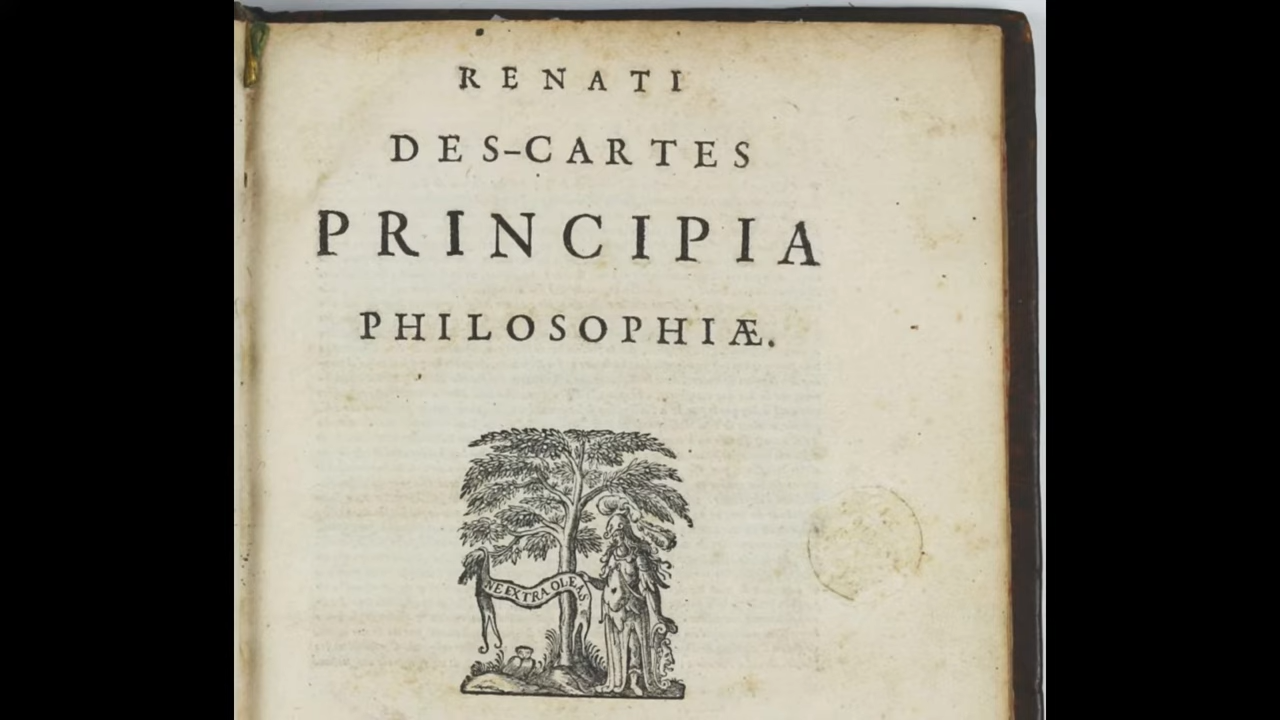 RENATI
DES-CARTES
PRINCIPIA
PHILOSOPHIÆ.
NE EXTRA OLEAS